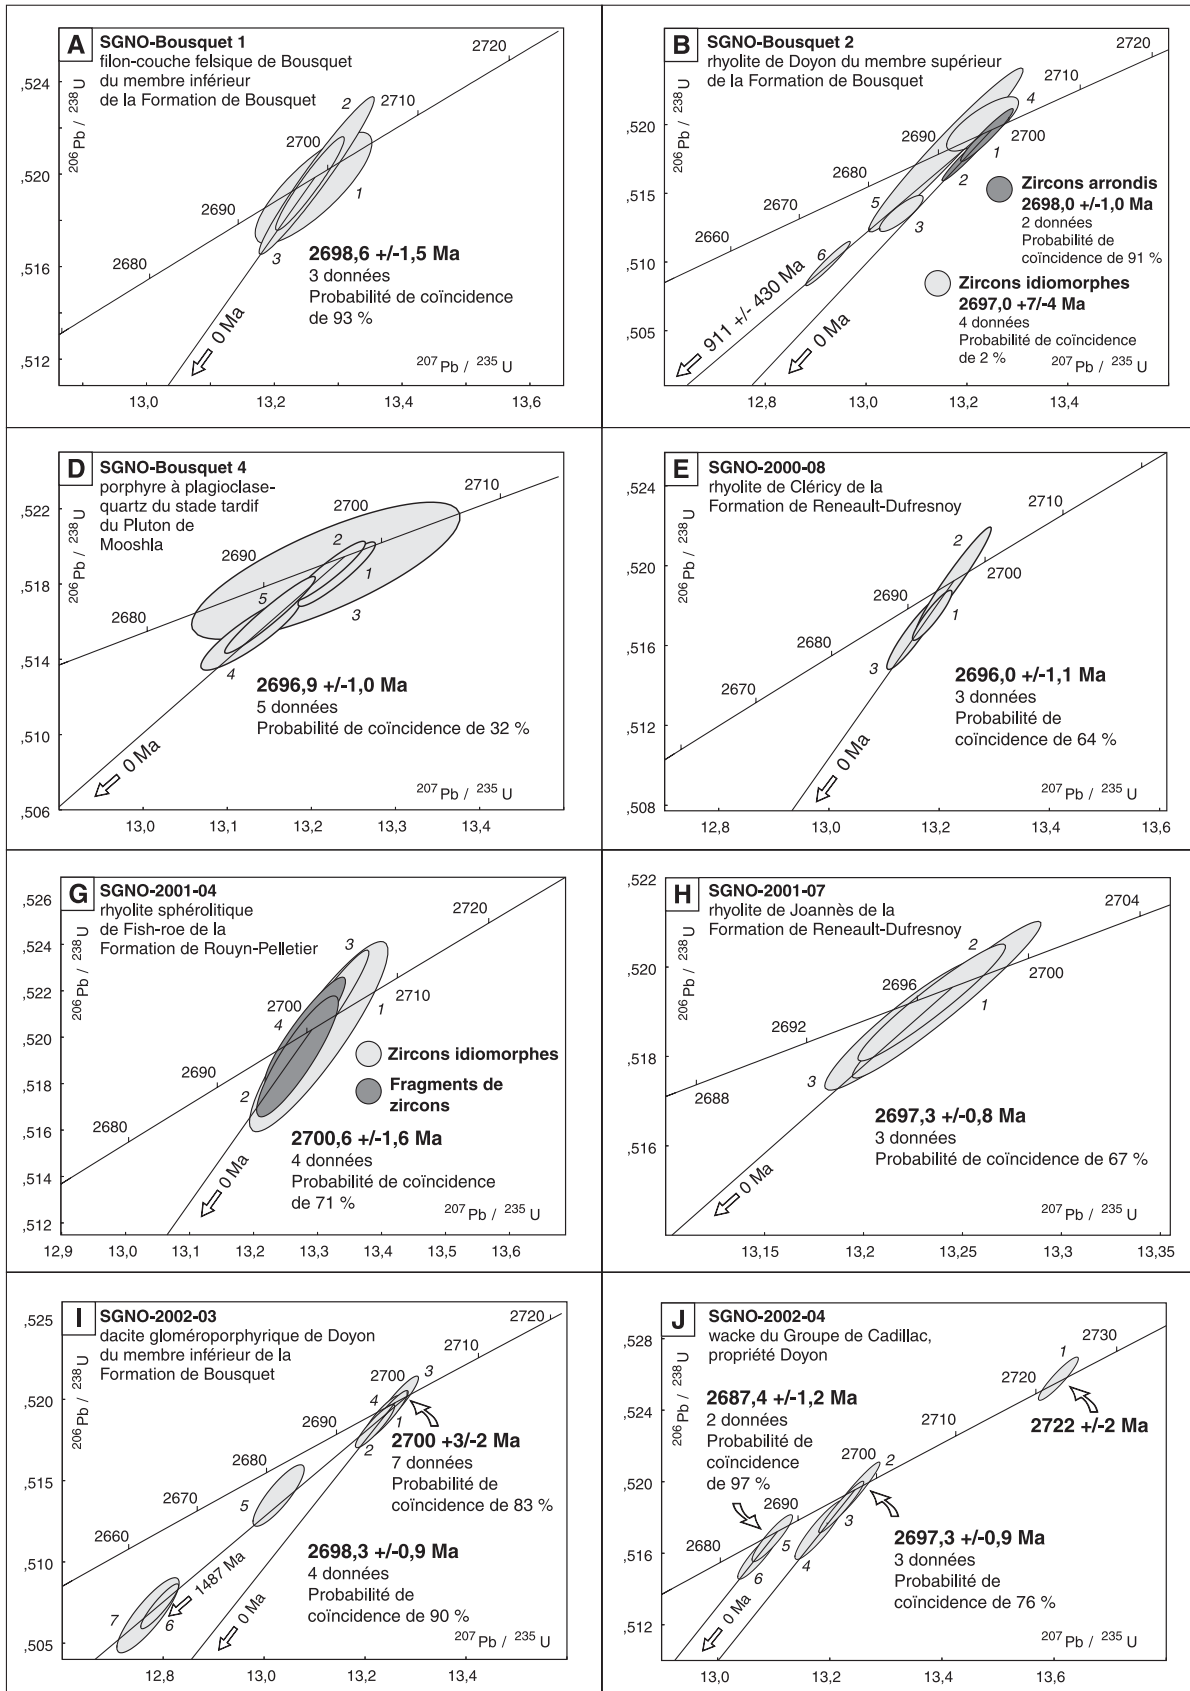 A
SGNO-Bousquet 1
filon-couche felsique de Bousquet
du membre inférieur
de la Formation de Bousquet
2720
2710
2700
2690
2680
,524
,520
,516
,512
206Pb / 238U
2
1
3
2698,6 +/-1,5 Ma
3 données
Probabilité de coïncidence
de 93 %
0 Ma
207Pb / 235U
13,0
13,2
13,4
13,6
B
SGNO-Bousquet 2
rhyolite de Doyon du membre supérieur
de la Formation de Bousquet
2720
2710
2700
2690
2680
2670
2660
,520
,515
,510
,505
206Pb / 238U
4
1
2
5
3
6
Zircons arrondis
2698,0 +/-1,0 Ma
2 données
Probabilité de
coïncidence de 91 %
Zircons idiomorphes
2697,0 +7/-4 Ma
4 données
Probabilité de coïncidence
de 2 %
911 +/- 430 Ma
0 Ma
207Pb / 235U
12,8
13,0
13,2
13,4
D
SGNO-Bousquet 4
porphyre à plagioclase-
quartz du stade tardif
du Pluton de
Mooshla
2710
2700
2690
2680
,522
,518
,514
,510
,506
206Pb / 238U
2
1
5
3
4
2696,9 +/-1,0 Ma
5 données
Probabilité de coïncidence de 32 %
0 Ma
207Pb / 235U
13,0
13,1
13,2
13,3
13,4
E
SGNO-2000-08
rhyolite de Cléricy de la
Formation de Reneault-Dufresnoy
2710
2700
2690
2680
2670
,524
,520
,516
,512
,508
206Pb / 238U
2
1
3
2696,0 +/-1,1 Ma
3 données
Probabilité de
coïncidence de 64 %
0 Ma
207Pb / 235U
12,8
13,0
13,2
13,4
13,6
G
SGNO-2001-04
rhyolite sphérolitique
de Fish-roe de la
Formation de Rouyn-Pelletier
2720
2710
2700
2690
2680
,526
,524
,522
,520
,518
,516
,514
,512
206Pb / 238U
3
1
4
2
Zircons idiomorphes
Fragments de
zircons
2700,6 +/-1,6 Ma
4 données
Probabilité de coïncidence
de 71 %
0 Ma
207Pb / 235U
12,9
13,0
13,1
13,2
13,3
13,4
13,5
13,6
H
SGNO-2001-07
rhyolite de Joannès de la
Formation de Reneault-Dufresnoy
2704
2700
2696
2692
2688
,522
,520
,518
,516
206Pb / 238U
2
1
3
2697,3 +/-0,8 Ma
3 données
Probabilité de coïncidence de 67 %
0 Ma
207Pb / 235U
13,15
13,2
13,25
13,3
13,35
I
SGNO-2002-03
dacite gloméroporphyrique de Doyon
du membre inférieur de la
Formation de Bousquet
2720
2710
2700
2690
2680
2670
2660
,525
,520
,515
,510
,505
206Pb / 238U
3
4
1
2
5
7
6
2700 +3/-2 Ma
7 données
Probabilité de
coïncidence de 83 %
2698,3 +/-0,9 Ma
4 données
Probabilité de
coïncidence de 90 %
1487 Ma
0 Ma
207Pb / 235U
12,8
13,0
13,2
13,4
J
SGNO-2002-04
wacke du Groupe de Cadillac,
propriété Doyon
2730
2720
2710
2700
2690
2680
,528
,524
,520
,516
,512
206Pb / 238U
1
2
3
4
5
6
2722 +/-2 Ma
2687,4 +/-1,2 Ma
2 données
Probabilité de
coïncidence
de 97 %
2697,3 +/-0,9 Ma
3 données
Probabilité de
coïncidence
de 76 %
0 Ma
207Pb / 235U
13,0
13,2
13,4
13,6